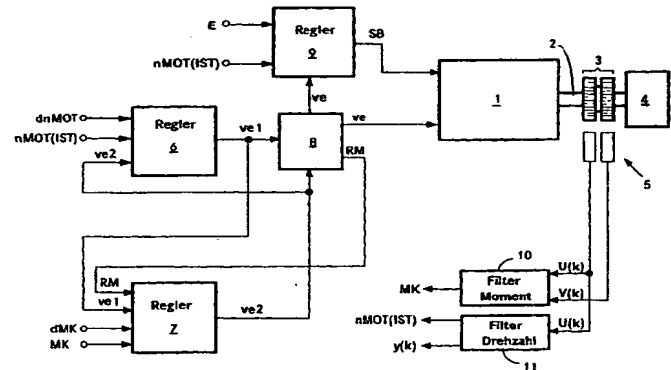 E
nMOT(IST)
Regler
9
SB
ve
dnMOT
nMOT(IST)
ve2
Regler
6
ve1
8
ve
RM
1
2
3
4
5
RM
ve1
dMK
MK
Regler
7
ve2
10
Filter
Moment
MK
U(k)
V(k)
nMOT(IST)
y(k)
Filter
Drehzahl
U(k)
11